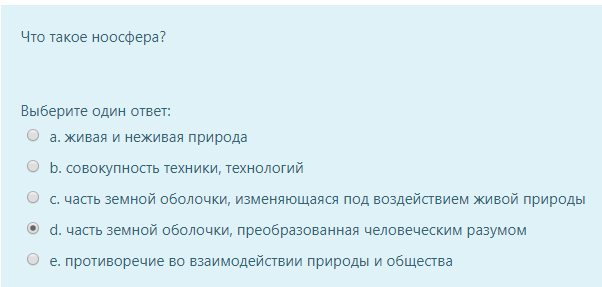 Что такое ноосфера?
Выберите один ответ:
a. живая и неживая природа
b. совокупность техники, технологий
c. часть земной оболочки, изменяющаяся под воздействием живой природы
d. часть земной оболочки, преобразованная человеческим разумом
e. противоречие во взаимодействии природы и общества